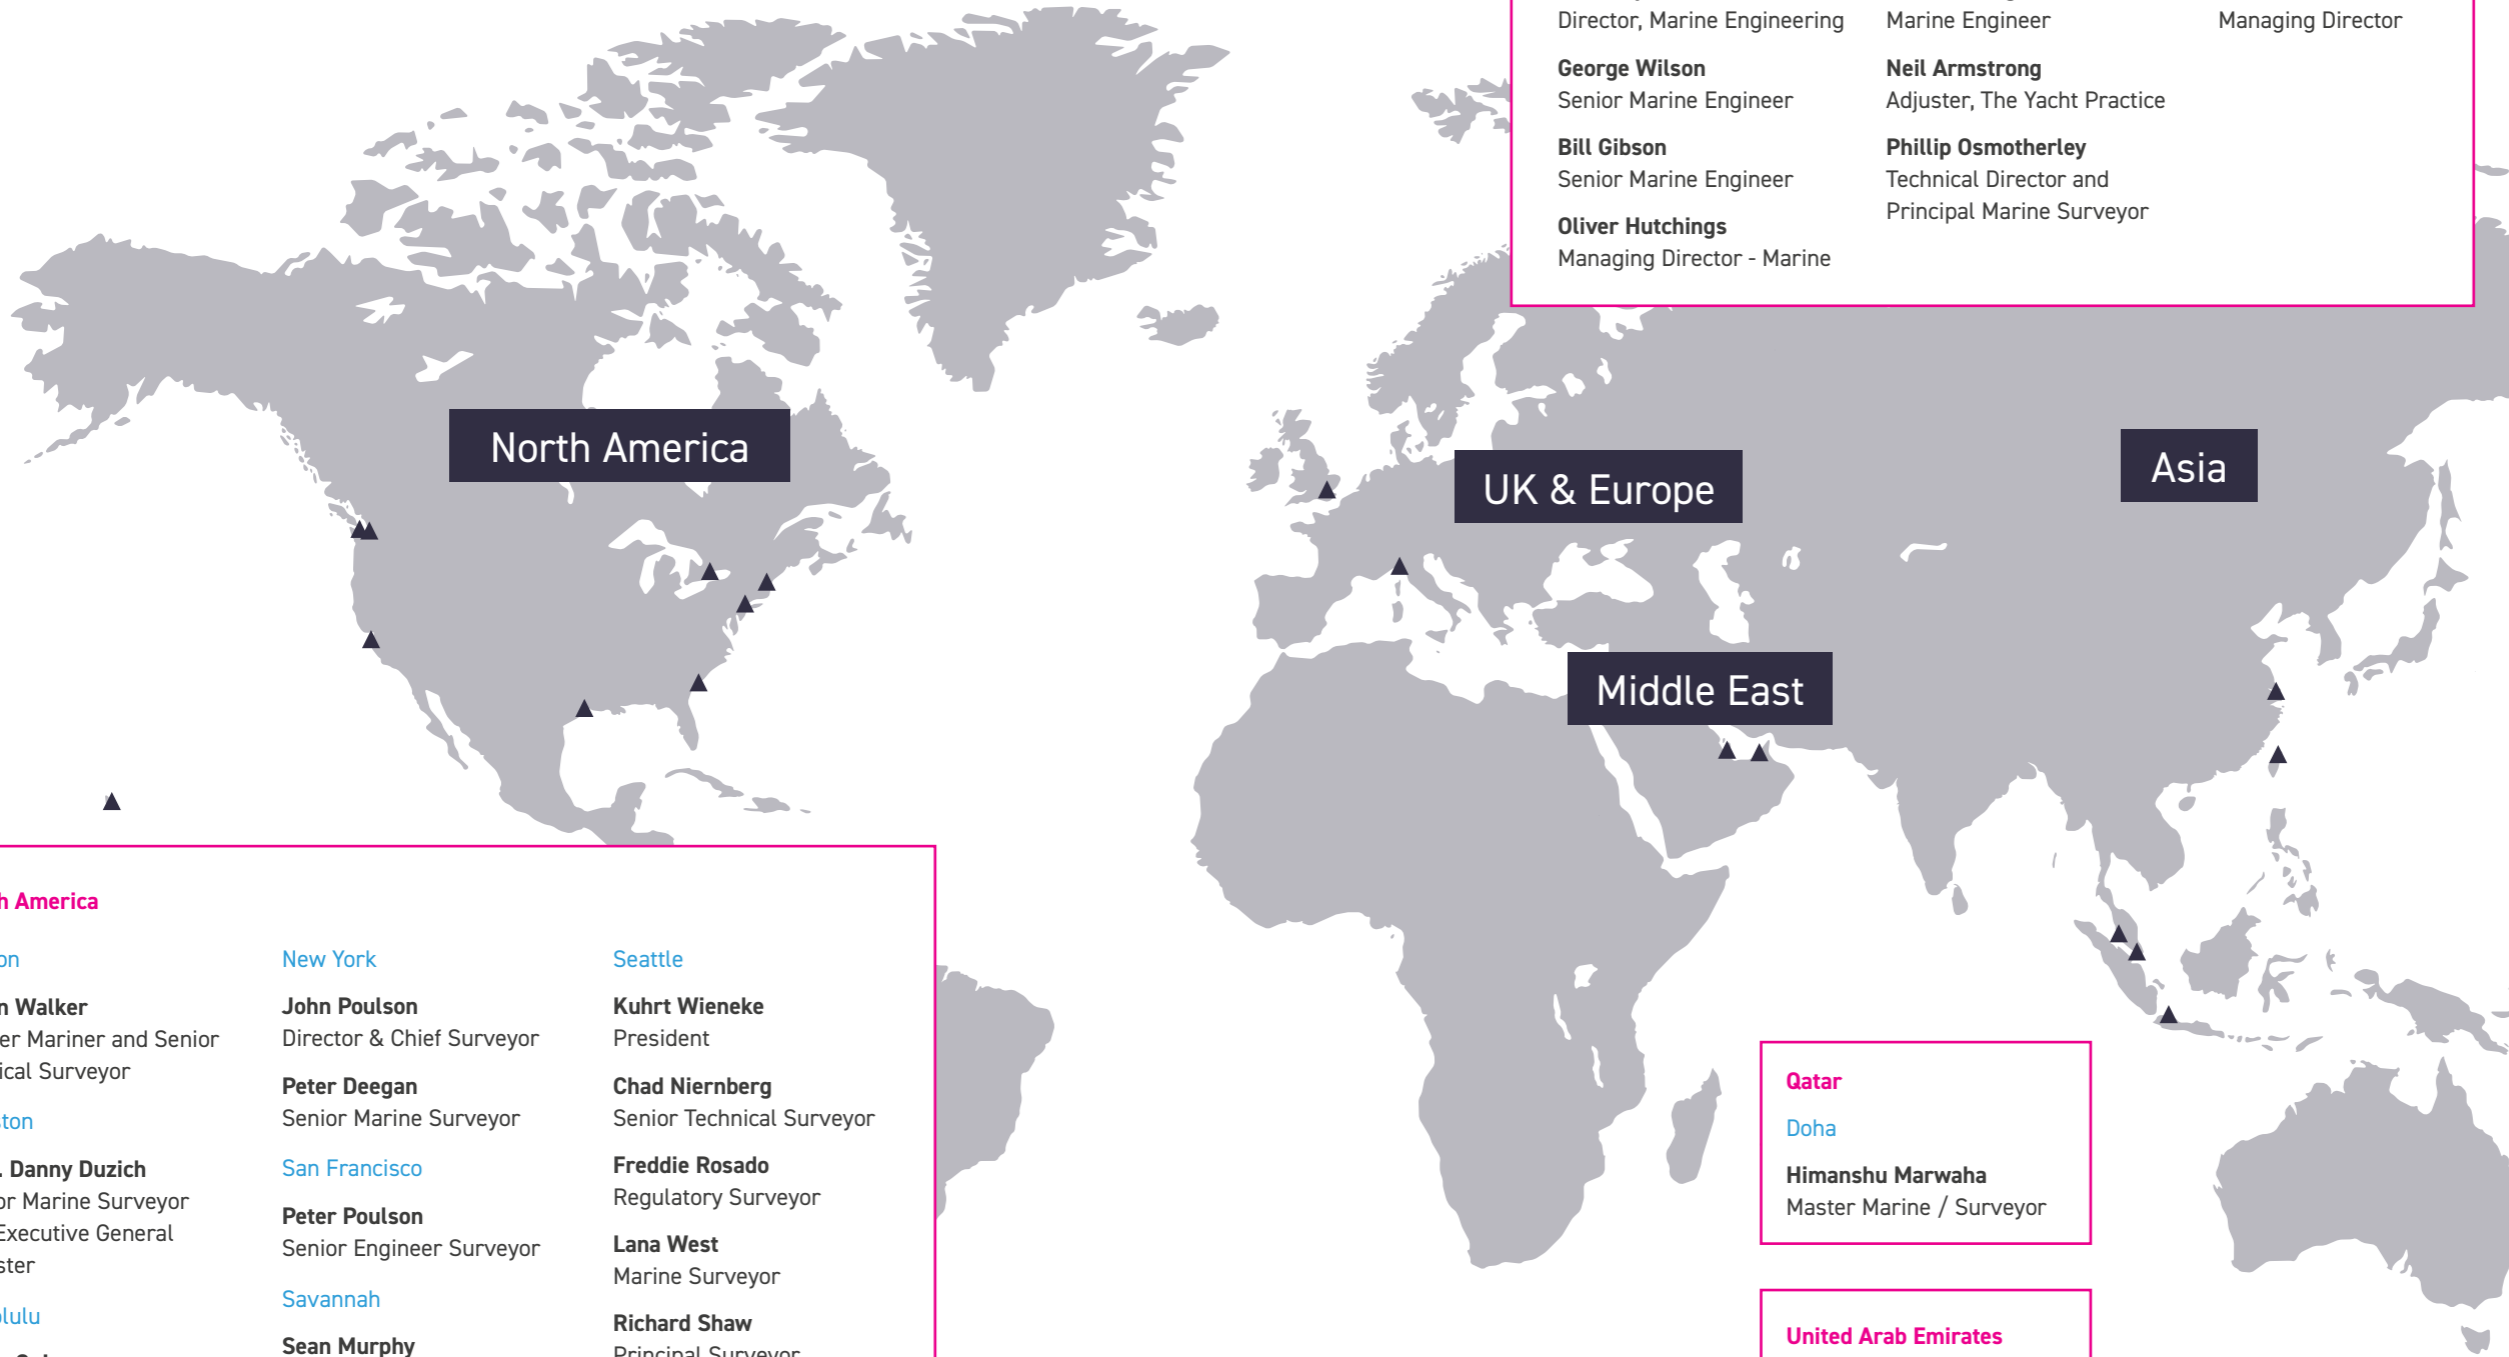 Director, Marine Engineering
George Wilson
Senior Marine Engineer
Bill Gibson
Senior Marine Engineer
Oliver Hutchings
Managing Director - Marine
Marine Engineer
Neil Armstrong
Adjuster, The Yacht Practice
Phillip Osmotherley
Technical Director and
Principal Marine Surveyor
Managing Director
North America
UK & Europe
Asia
Middle East
h America
on
n Walker
er Mariner and Senior
ical Surveyor
ton
. Danny Duzich
or Marine Surveyor
Executive General
ster
lulu
New York
John Poulson
Director & Chief Surveyor
Peter Deegan
Senior Marine Surveyor
San Francisco
Peter Poulson
Senior Engineer Surveyor
Savannah
Sean Murphy
Seattle
Kuhrt Wieneke
President
Chad Niernberg
Senior Technical Surveyor
Freddie Rosado
Regulatory Surveyor
Lana West
Marine Surveyor
Richard Shaw
Principal Surveyor
Qatar
Doha
Himanshu Marwaha
Master Marine / Surveyor
United Arab Emirates